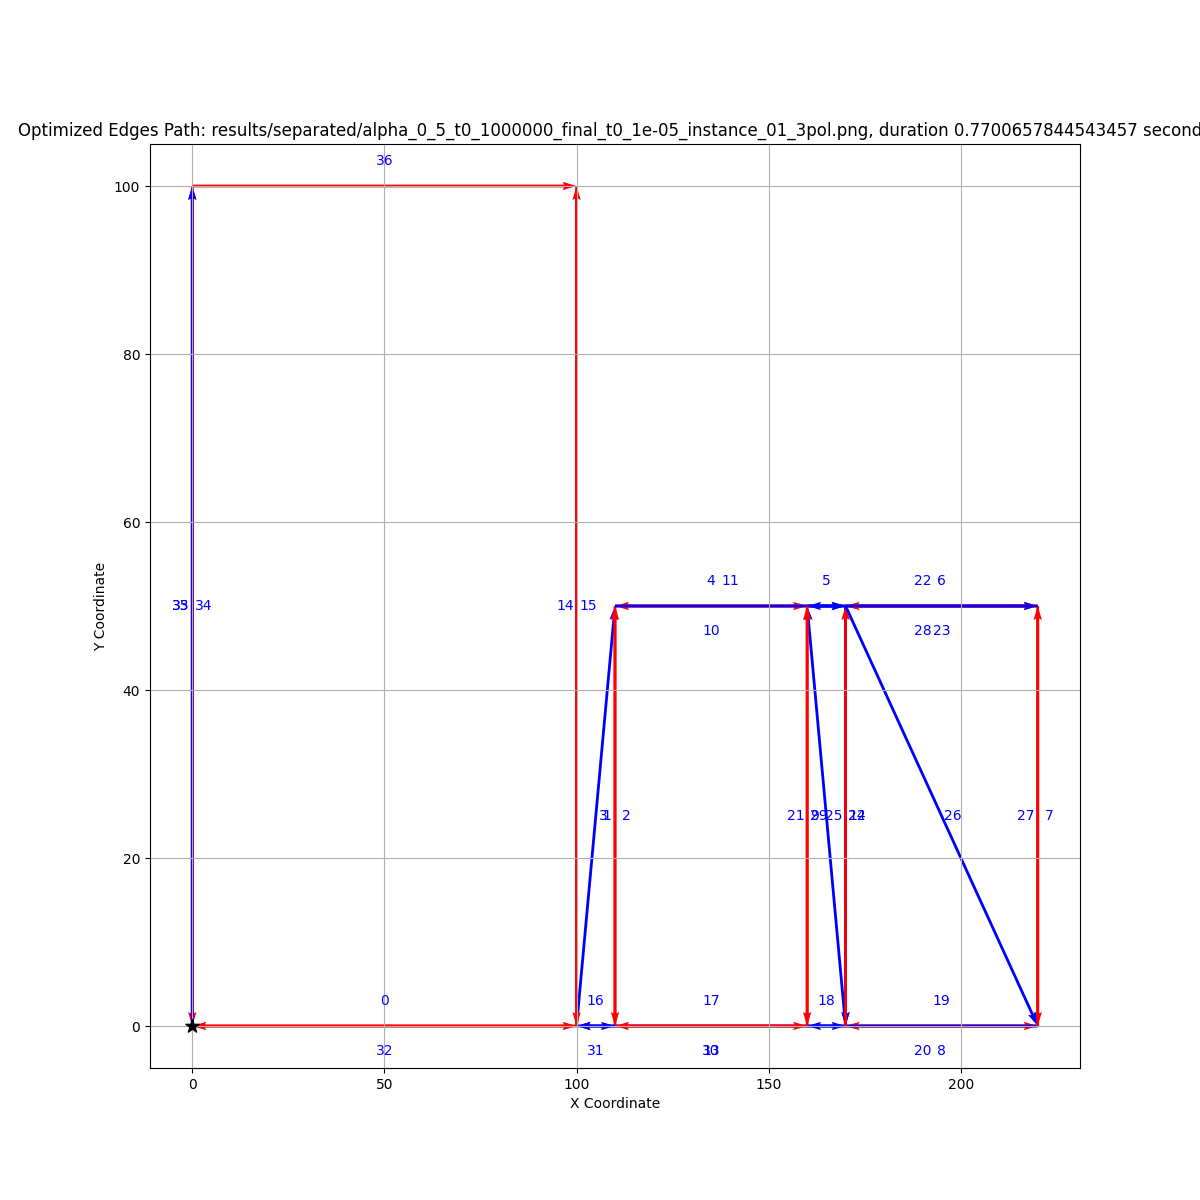 Optimized Edges Path: results/separated/alpha_0_5_t0_1000000_final_t0_1e-05_instance_01_3pol.png, duration 0.7700657844543457 second
36
100
80
60
4 11 5 22 6
34 14 15
10 28 23
40
3 1 2 21 25 26 27 7
20
0 16 17 18 19
0
32 31 20 8
0 50 100 150 200
X Coordinate
Y Coordinate